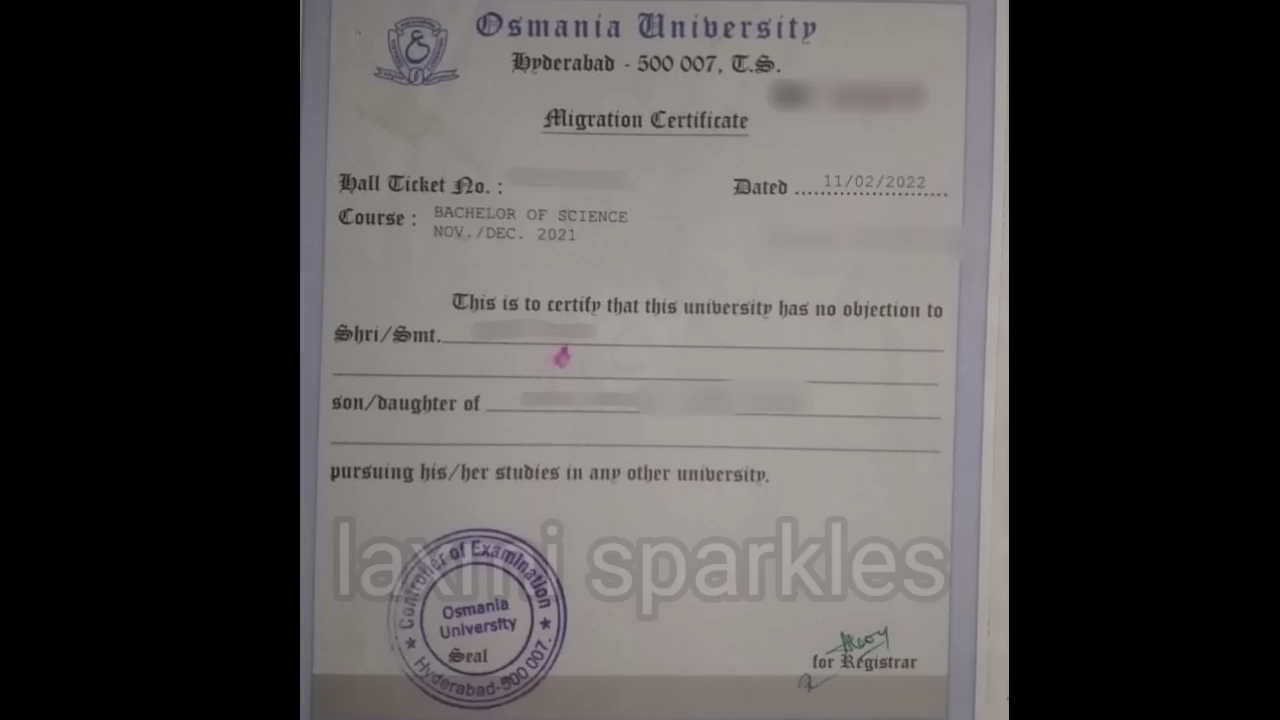 Osmania University
Hyderabad - 500 007, T.S.
Migration Certificate
Hall Ticket No. :
Dated ..... 11/02/2022 .....
Course : BACHELOR OF SCIENCE
NOV./DEC. 2021
This is to certify that this university has no objection to
Shri/Smt.
son/daughter of
pursuing his/her studies in any other university.
laxmi sparkles
Controller of Examination
Osmania
University
Seal
★ Hyderabad-500 007. ★
for Registrar